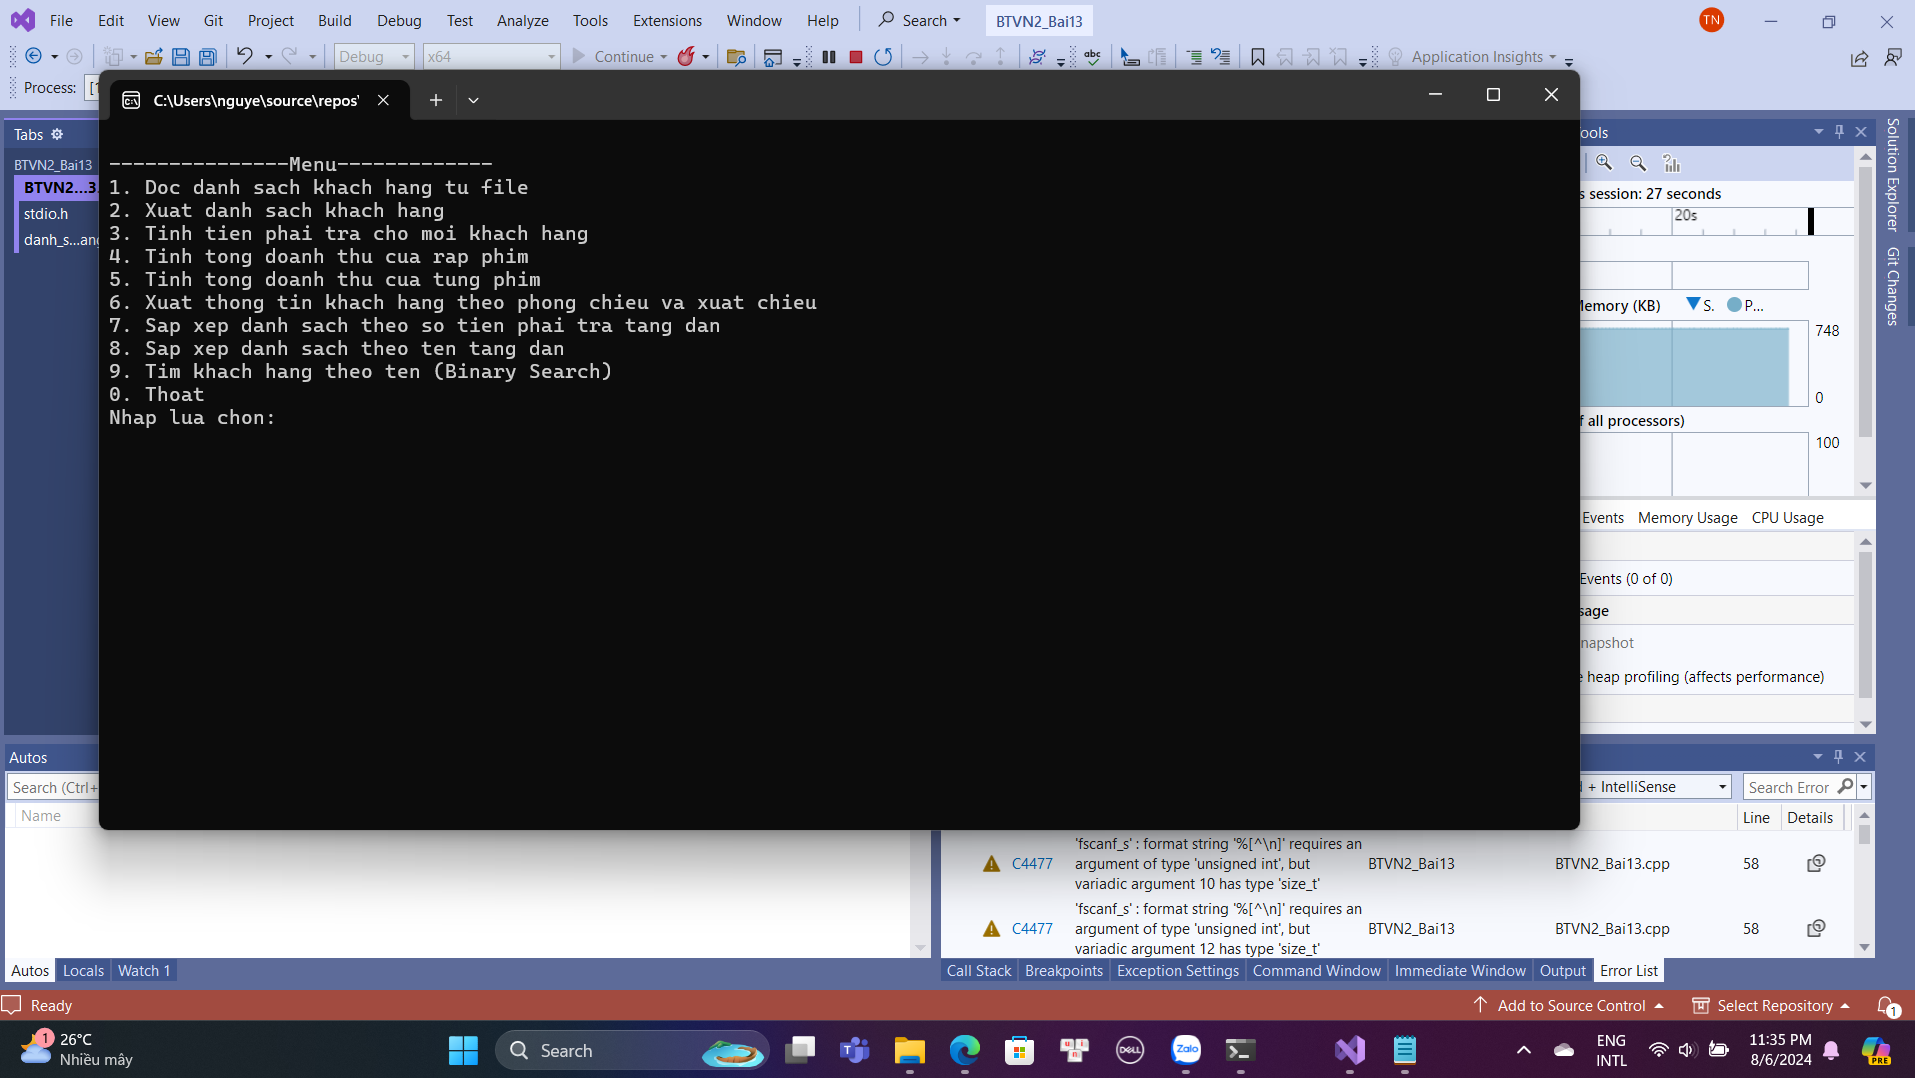 File Edit View Git Project Build Debug Test Analyze Tools Extensions Window Help Search BTVN2_Bai13 TN
Debug x64 Continue abc Application Insights
Process:
C:\Users\nguye\source\repos\
Tabs
BTVN2_Bai13
BTVN2...3.
stdio.h
danh_s...ang
---------------Menu-------------
1. Doc danh sach khach hang tu file
2. Xuat danh sach khach hang
3. Tinh tien phai tra cho moi khach hang
4. Tinh tong doanh thu cua rap phim
5. Tinh tong doanh thu cua tung phim
6. Xuat thong tin khach hang theo phong chieu va xuat chieu
7. Sap xep danh sach theo so tien phai tra tang dan
8. Sap xep danh sach theo ten tang dan
9. Tim khach hang theo ten (Binary Search)
0. Thoat
Nhap lua chon:
ools
s session: 27 seconds
20s
Memory (KB) S. P...
748
0
f all processors)
100
Events Memory Usage CPU Usage
Events (0 of 0)
sage
napshot
e heap profiling (affects performance)
Solution Explorer
Git Changes
Autos
Search (Ctrl+
Name
Autos Locals Watch 1
+ IntelliSense Search Error
Line Details
'fscanf_s' : format string '%[^\n]' requires an
C4477 argument of type 'unsigned int', but BTVN2_Bai13 BTVN2_Bai13.cpp 58
variadic argument 10 has type 'size_t'
'fscanf_s' : format string '%[^\n]' requires an
C4477 argument of type 'unsigned int', but BTVN2_Bai13 BTVN2_Bai13.cpp 58
variadic argument 12 has type 'size_t'
Call Stack Breakpoints Exception Settings Command Window Immediate Window Output Error List
Ready Add to Source Control Select Repository 1
1 26°C
Nhiều mây
Search
DELL
Zalo
ENG
INTL
11:35 PM
8/6/2024
PRE